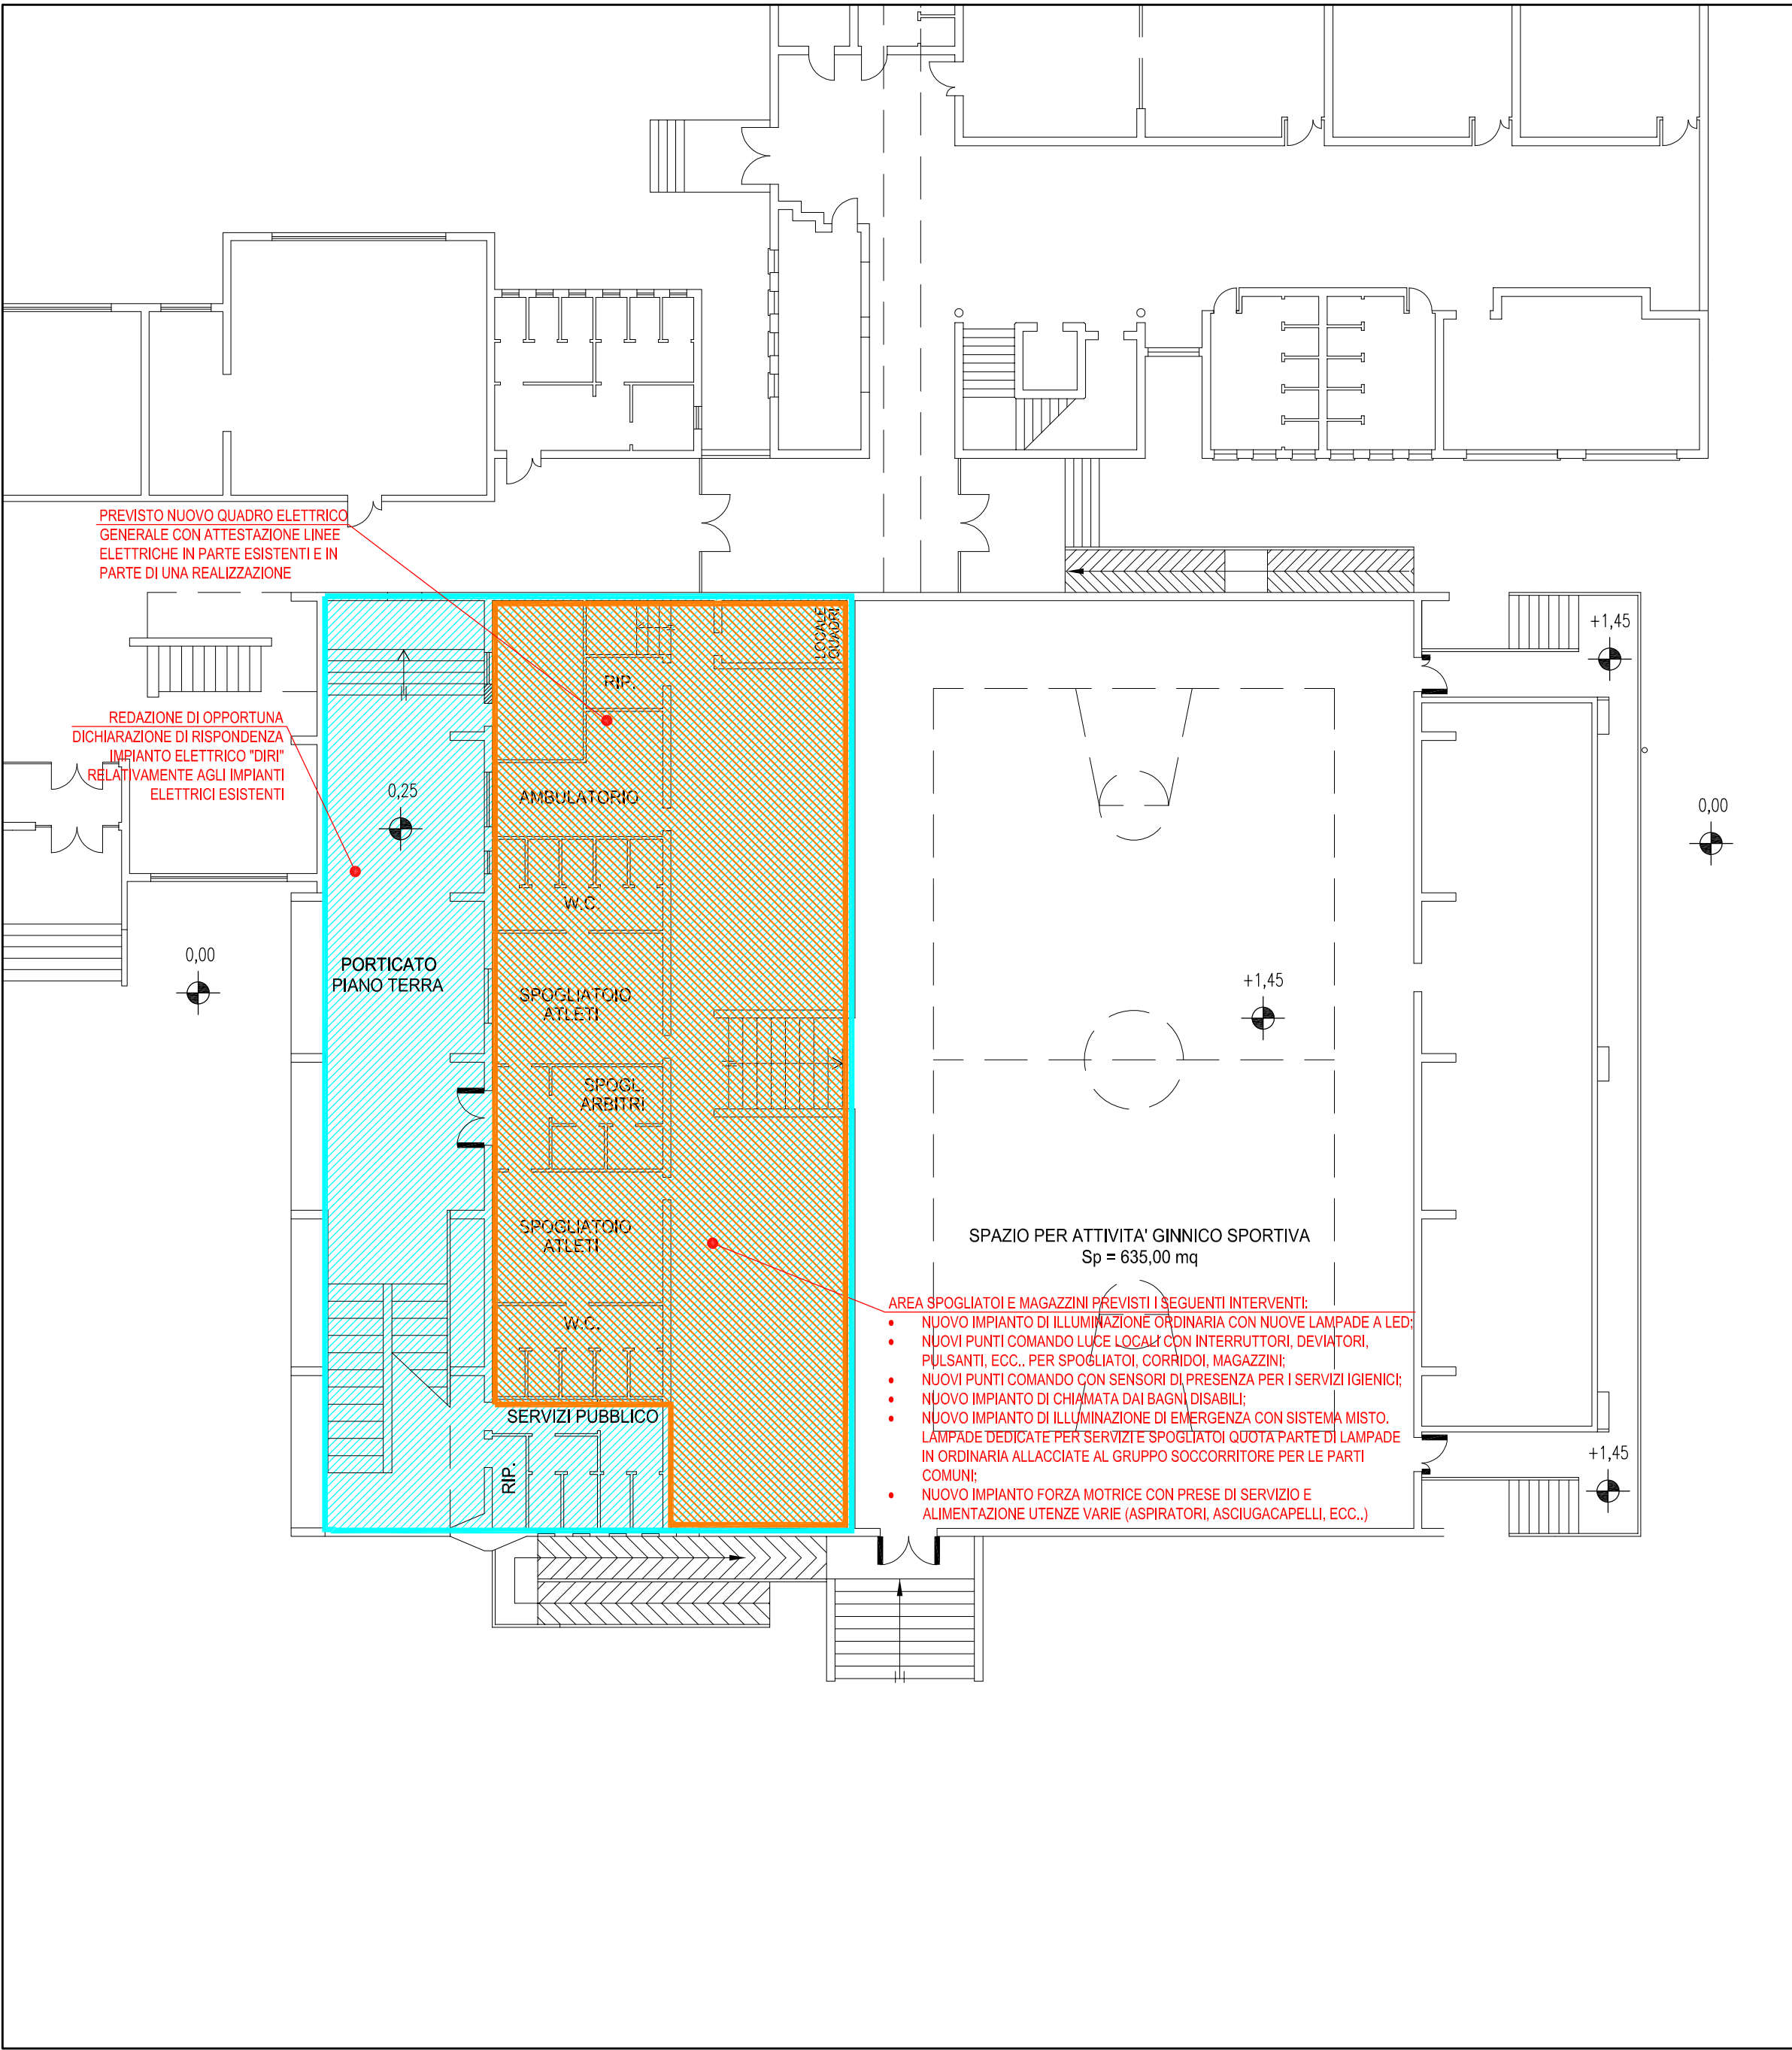 PREVISTO NUOVO QUADRO ELETTRICO
GENERALE CON ATTESTAZIONE LINEE
ELETTRICHE IN PARTE ESISTENTI E IN
PARTE DI UNA REALIZZAZIONE
LOCALE
QUADRI
+1,45
RIP.
REDAZIONE DI OPPORTUNA
DICHIARAZIONE DI RISPONDENZA
IMPIANTO ELETTRICO "DIRI"
RELATIVAMENTE AGLI IMPIANTI
ELETTRICI ESISTENTI
0,25
AMBULATORIO
0,00
W.C.
0,00
PORTICATO
PIANO TERRA
SPOGLIATOIO
ATLETI
+1,45
SPOGL.
ARBITRI
SPOGLIATOIO
ATLETI
SPAZIO PER ATTIVITA' GINNICO SPORTIVA
Sp = 635,00 mq
W.C.
AREA SPOGLIATOI E MAGAZZINI PREVISTI I SEGUENTI INTERVENTI:
• NUOVO IMPIANTO DI ILLUMINAZIONE ORDINARIA CON NUOVE LAMPADE A LED;
• NUOVI PUNTI COMANDO LUCE LOCALI CON INTERRUTTORI, DEVIATORI,
PULSANTI, ECC.. PER SPOGLIATOI, CORRIDOI, MAGAZZINI;
• NUOVI PUNTI COMANDO CON SENSORI DI PRESENZA PER I SERVIZI IGIENICI;
• NUOVO IMPIANTO DI CHIAMATA DAI BAGNI DISABILI;
• NUOVO IMPIANTO DI ILLUMINAZIONE DI EMERGENZA CON SISTEMA MISTO.
LAMPADE DEDICATE PER SERVIZI E SPOGLIATOI QUOTA PARTE DI LAMPADE
IN ORDINARIA ALLACCIATE AL GRUPPO SOCCORRITORE PER LE PARTI
COMUNI;
• NUOVO IMPIANTO FORZA MOTRICE CON PRESE DI SERVIZIO E
ALIMENTAZIONE UTENZE VARIE (ASPIRATORI, ASCIUGACAPELLI, ECC..)
SERVIZI PUBBLICO
RIP.
+1,45